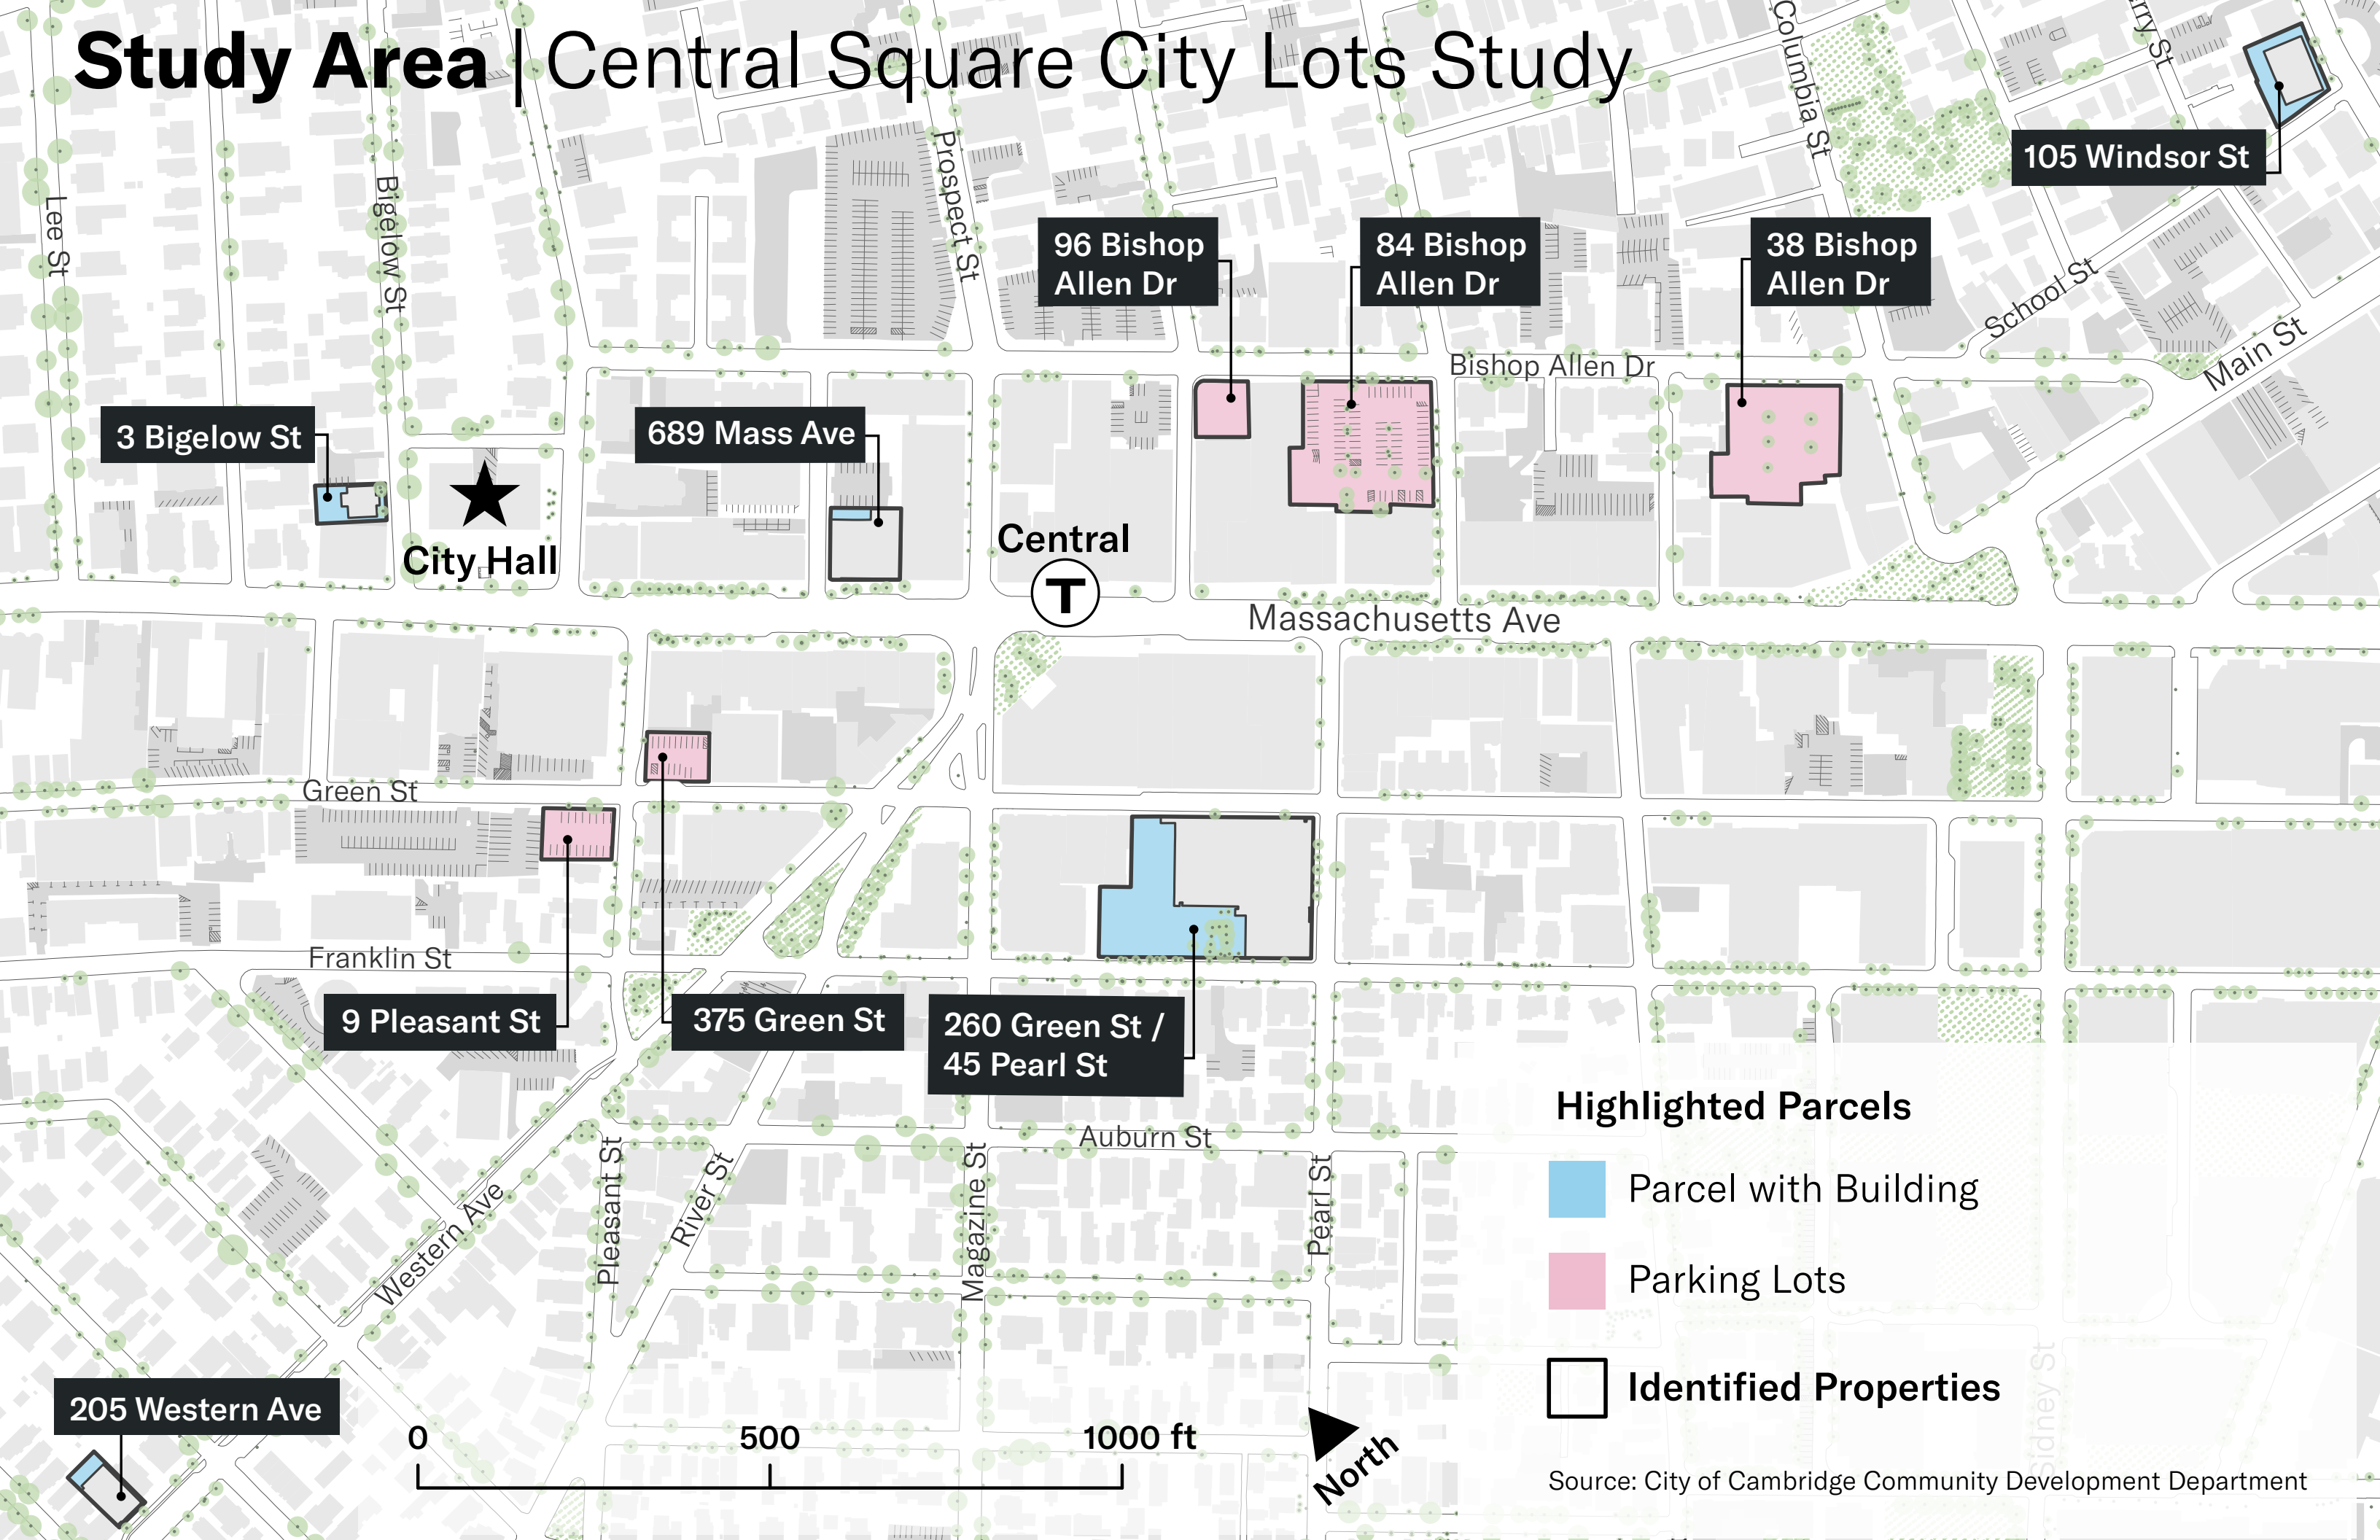 Study Area | Central Square City Lots Study
Columbia St
rry St
105 Windsor St
Lee St
Bigelow St
Prospect St
96 Bishop
Allen Dr
84 Bishop
Allen Dr
38 Bishop
Allen Dr
School St
Main St
Bishop Allen Dr
3 Bigelow St
689 Mass Ave
City Hall
Central
T
Massachusetts Ave
Green St
Franklin St
9 Pleasant St
375 Green St
260 Green St /
45 Pearl St
Auburn St
Western Ave
Pleasant St
River St
Magazine St
Pearl St
Sidney St
205 Western Ave
0 500 1000 ft
North
Highlighted Parcels
Parcel with Building
Parking Lots
Identified Properties
Source: City of Cambridge Community Development Department